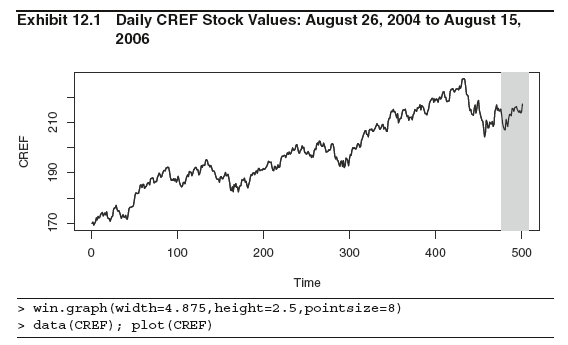 Exhibit 12.1 Daily CREF Stock Values: August 26, 2004 to August 15,
2006
CREF
210
190
170
0 100 200 300 400 500
Time
> win.graph(width=4.875,height=2.5,pointsize=8)
> data(CREF); plot(CREF)